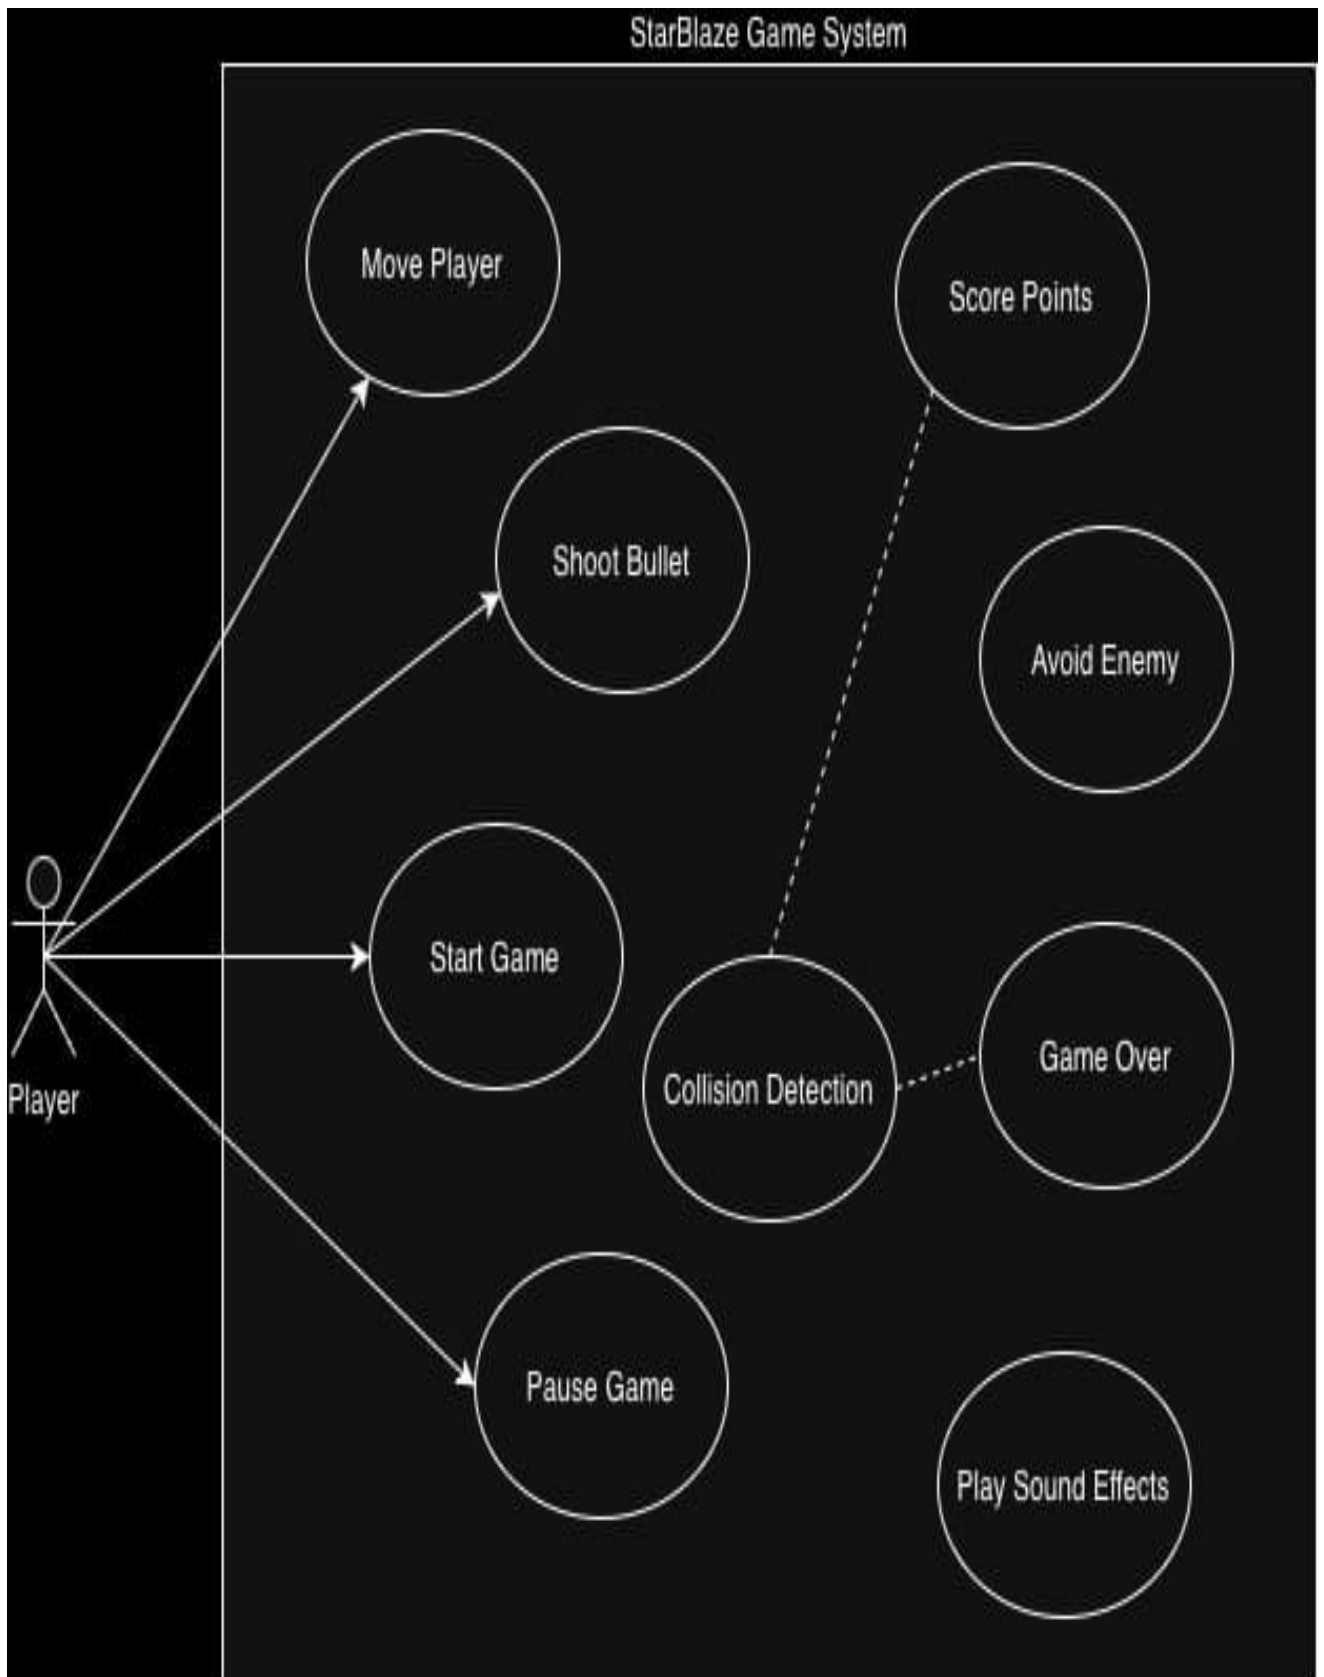 StarBlaze Game System
Move Player
Score Points
Shoot Bullet
Avoid Enemy
Start Game
Game Over
Collision Detection
Player
Pause Game
Play Sound Effects